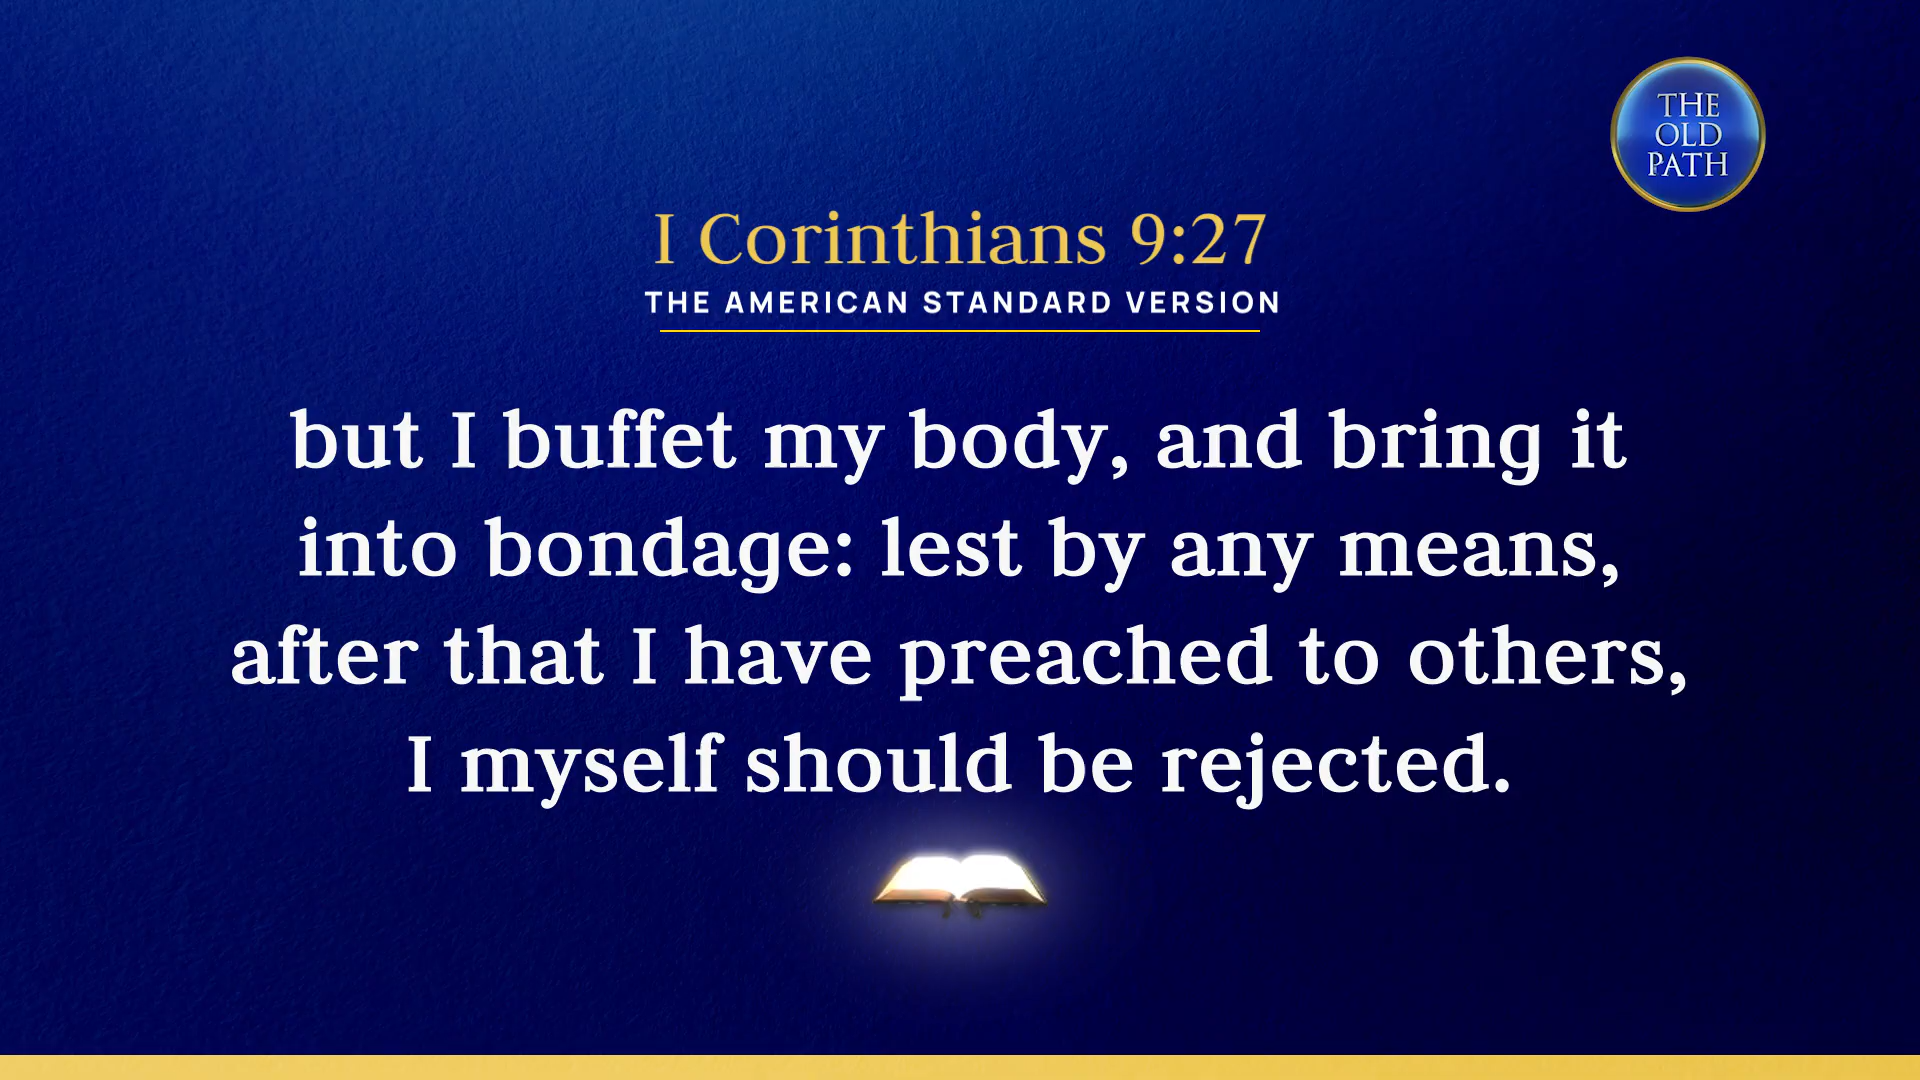 THE
OLD
PATH
I Corinthians 9:27
THE AMERICAN STANDARD VERSION
but I buffet my body, and bring it
into bondage: lest by any means,
after that I have preached to others,
I myself should be rejected.